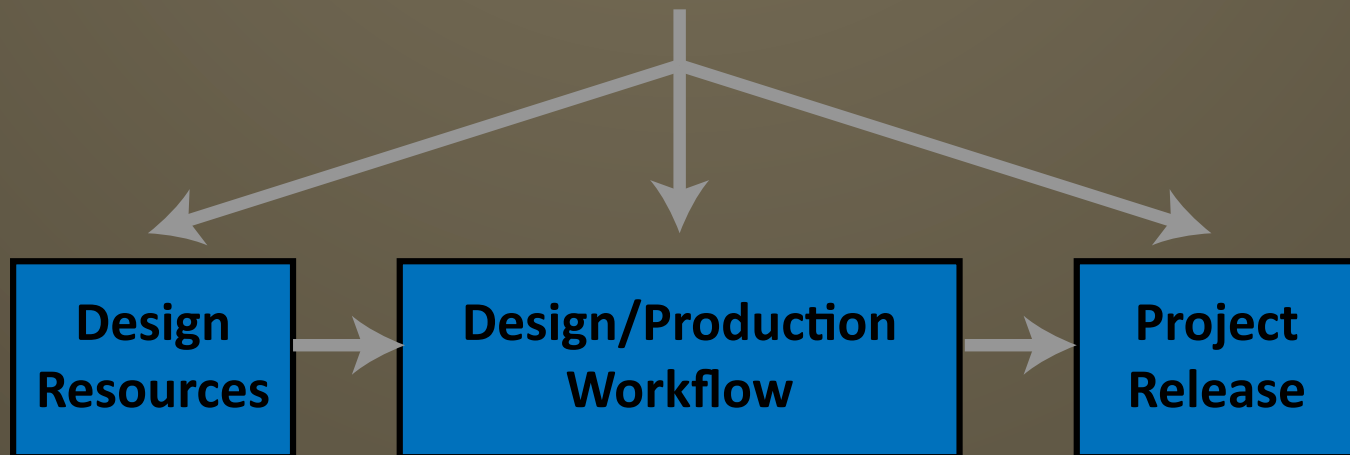 Design
Resources
Design/Production
Workflow
Project
Release